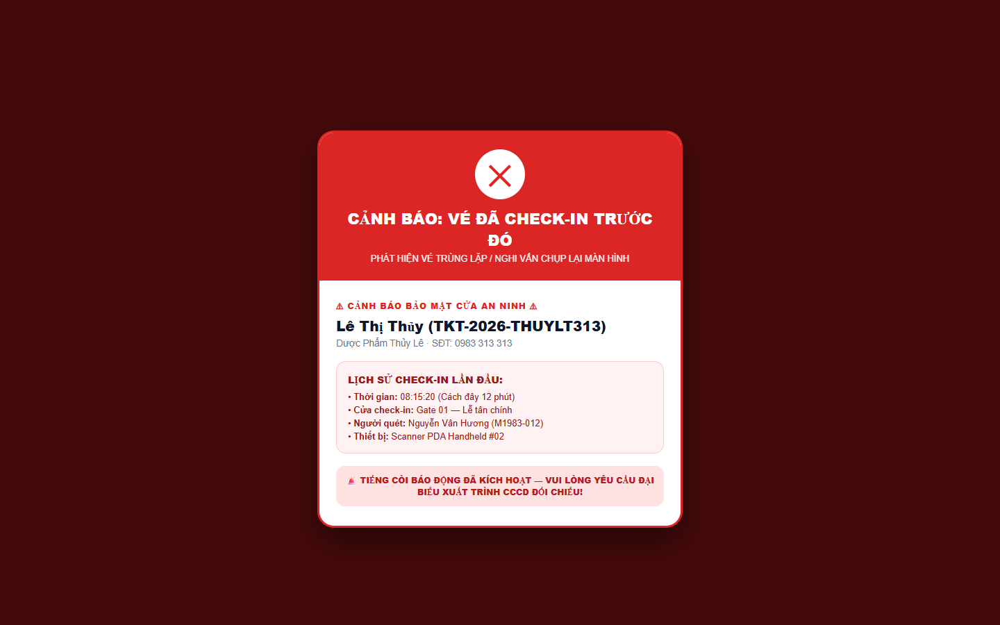 CẢNH BÁO: VÉ ĐÃ CHECK-IN TRƯỚC
ĐÓ
PHÁT HIỆN VÉ TRÙNG LẶP / NGHI VẤN CHỤP LẠI MÀN HÌNH
⚠ CẢNH BÁO BẢO MẬT CỬA AN NINH ⚠
Lê Thị Thủy (TKT-2026-THUYLT313)
Dược Phẩm Thủy Lê · SĐT: 0983 313 313
LỊCH SỬ CHECK-IN LẦN ĐẦU:
• Thời gian: 08:15:20 (Cách đây 12 phút)
• Cửa check-in: Gate 01 — Lễ tân chính
• Người quét: Nguyễn Vân Hương (M1983-012)
• Thiết bị: Scanner PDA Handheld #02
🚨 TIẾNG CÒI BÁO ĐỘNG ĐÃ KÍCH HOẠT — VUI LÒNG YÊU CẦU ĐẠI
BIỂU XUẤT TRÌNH CCCD ĐỐI CHIẾU!